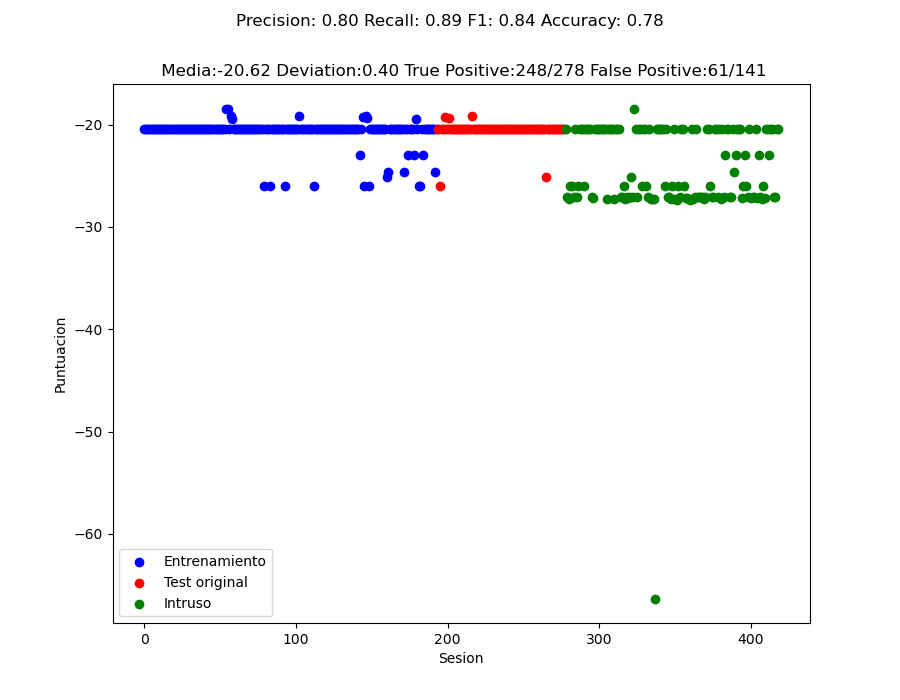 Precision: 0.80 Recall: 0.89 F1: 0.84 Accuracy: 0.78
Media:-20.62 Deviation:0.40 True Positive:248/278 False Positive:61/141
−20
−30
−40
−50
−60
Puntuacion
Entrenamiento
Test original
Intruso
0 100 200 300 400
Sesion